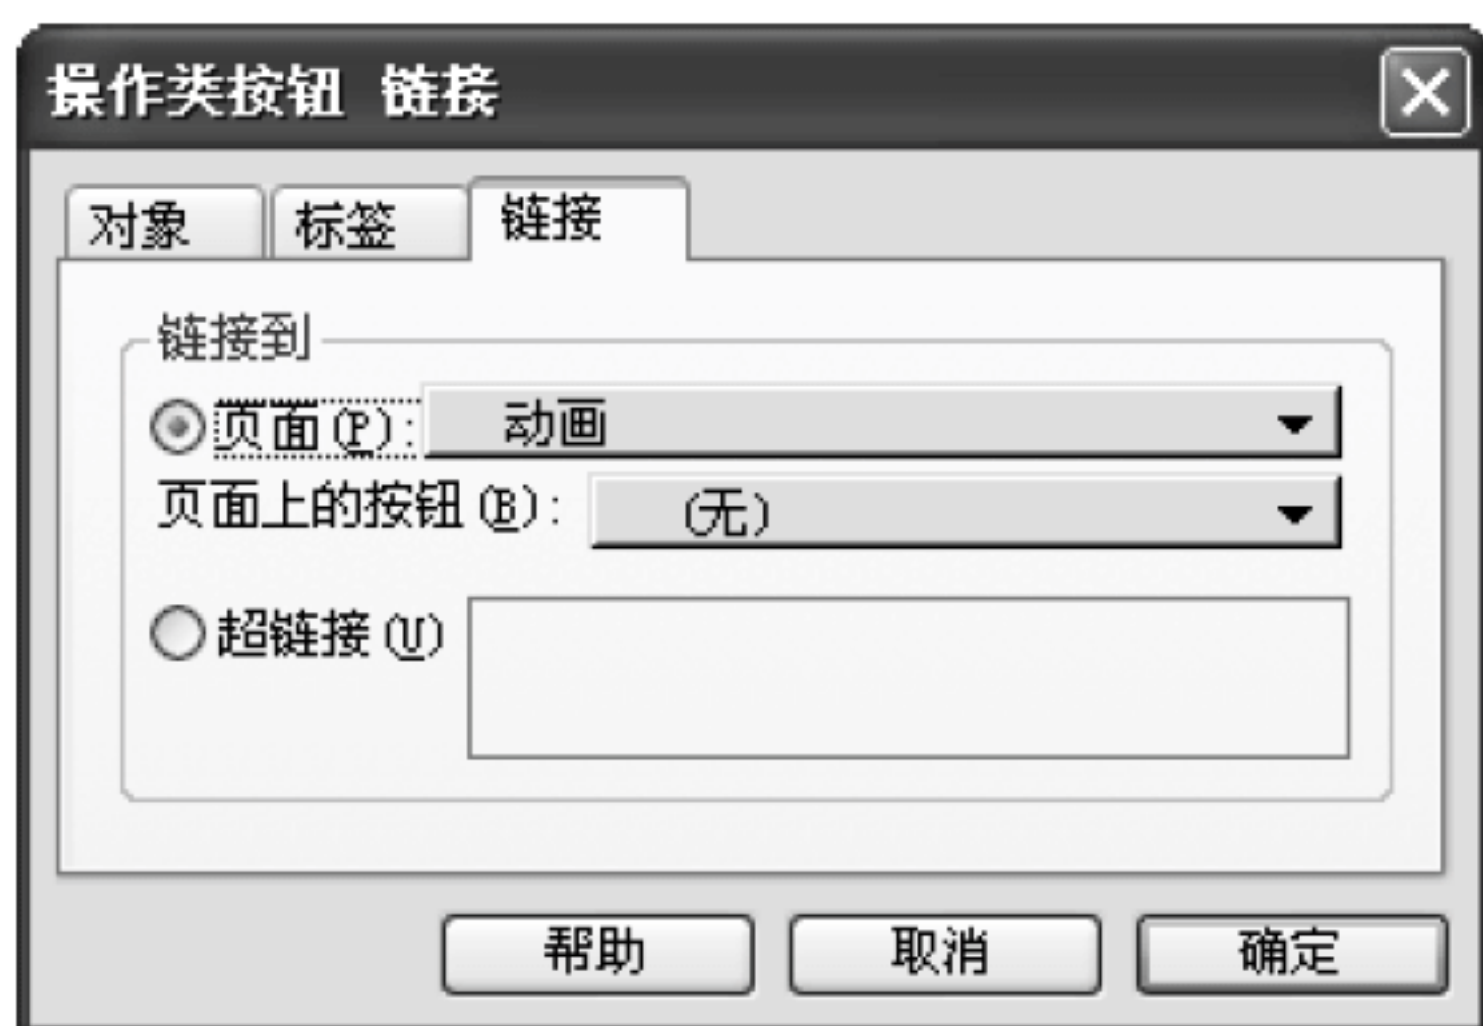 操作类按钮 链接
对象 标签 链接
链接到
页面(P): 动画
页面上的按钮(B): (无)
超链接(U)
帮助 取消 确定